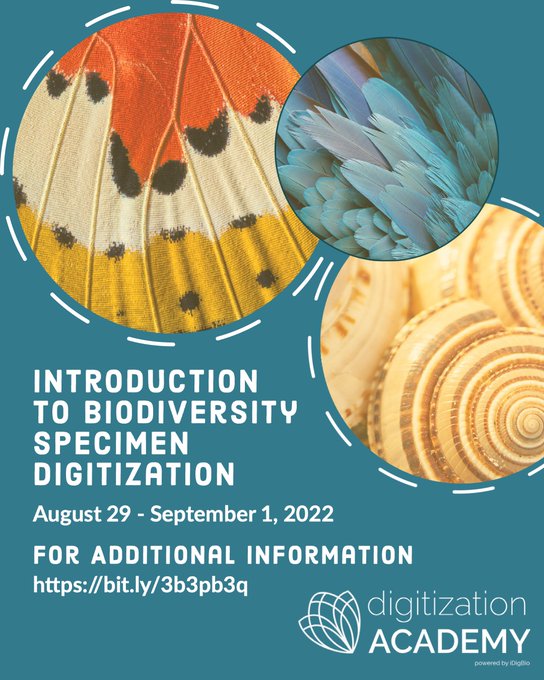 INTRODUCTION
TO BIODIVERSITY
SPECIMEN
DIGITIZATION
August 29 - September 1, 2022
FOR ADDITIONAL INFORMATION
https://bit.ly/3b3pb3q
digitization
ACADEMY
powered by iDigBio